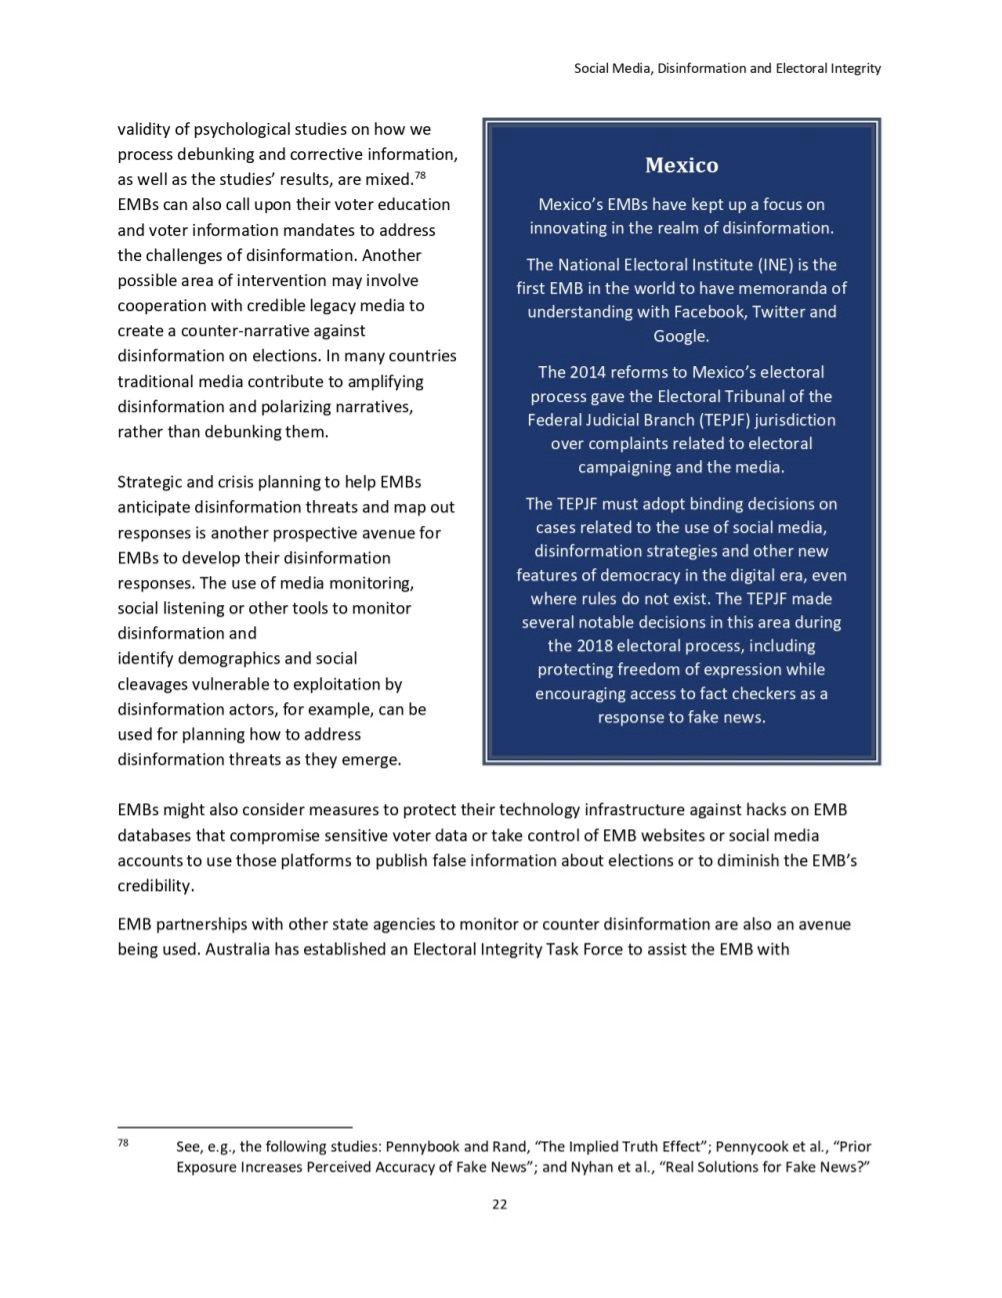 Social Media, Disinformation and Electoral Integrity
validity of psychological studies on how we
process debunking and corrective information,
as well as the studies’ results, are mixed.78
EMBs can also call upon their voter education
and voter information mandates to address
the challenges of disinformation. Another
possible area of intervention may involve
cooperation with credible legacy media to
create a counter-narrative against
disinformation on elections. In many countries
traditional media contribute to amplifying
disinformation and polarizing narratives,
rather than debunking them.
Strategic and crisis planning to help EMBs
anticipate disinformation threats and map out
responses is another prospective avenue for
EMBs to develop their disinformation
responses. The use of media monitoring,
social listening or other tools to monitor
disinformation and
identify demographics and social
cleavages vulnerable to exploitation by
disinformation actors, for example, can be
used for planning how to address
disinformation threats as they emerge.
Mexico
Mexico’s EMBs have kept up a focus on
innovating in the realm of disinformation.
The National Electoral Institute (INE) is the
first EMB in the world to have memoranda of
understanding with Facebook, Twitter and
Google.
The 2014 reforms to Mexico’s electoral
process gave the Electoral Tribunal of the
Federal Judicial Branch (TEPJF) jurisdiction
over complaints related to electoral
campaigning and the media.
The TEPJF must adopt binding decisions on
cases related to the use of social media,
disinformation strategies and other new
features of democracy in the digital era, even
where rules do not exist. The TEPJF made
several notable decisions in this area during
the 2018 electoral process, including
protecting freedom of expression while
encouraging access to fact checkers as a
response to fake news.
EMBs might also consider measures to protect their technology infrastructure against hacks on EMB
databases that compromise sensitive voter data or take control of EMB websites or social media
accounts to use those platforms to publish false information about elections or to diminish the EMB’s
credibility.
EMB partnerships with other state agencies to monitor or counter disinformation are also an avenue
being used. Australia has established an Electoral Integrity Task Force to assist the EMB with
78 See, e.g., the following studies: Pennybook and Rand, “The Implied Truth Effect”; Pennycook et al., “Prior
Exposure Increases Perceived Accuracy of Fake News”; and Nyhan et al., “Real Solutions for Fake News?”
22